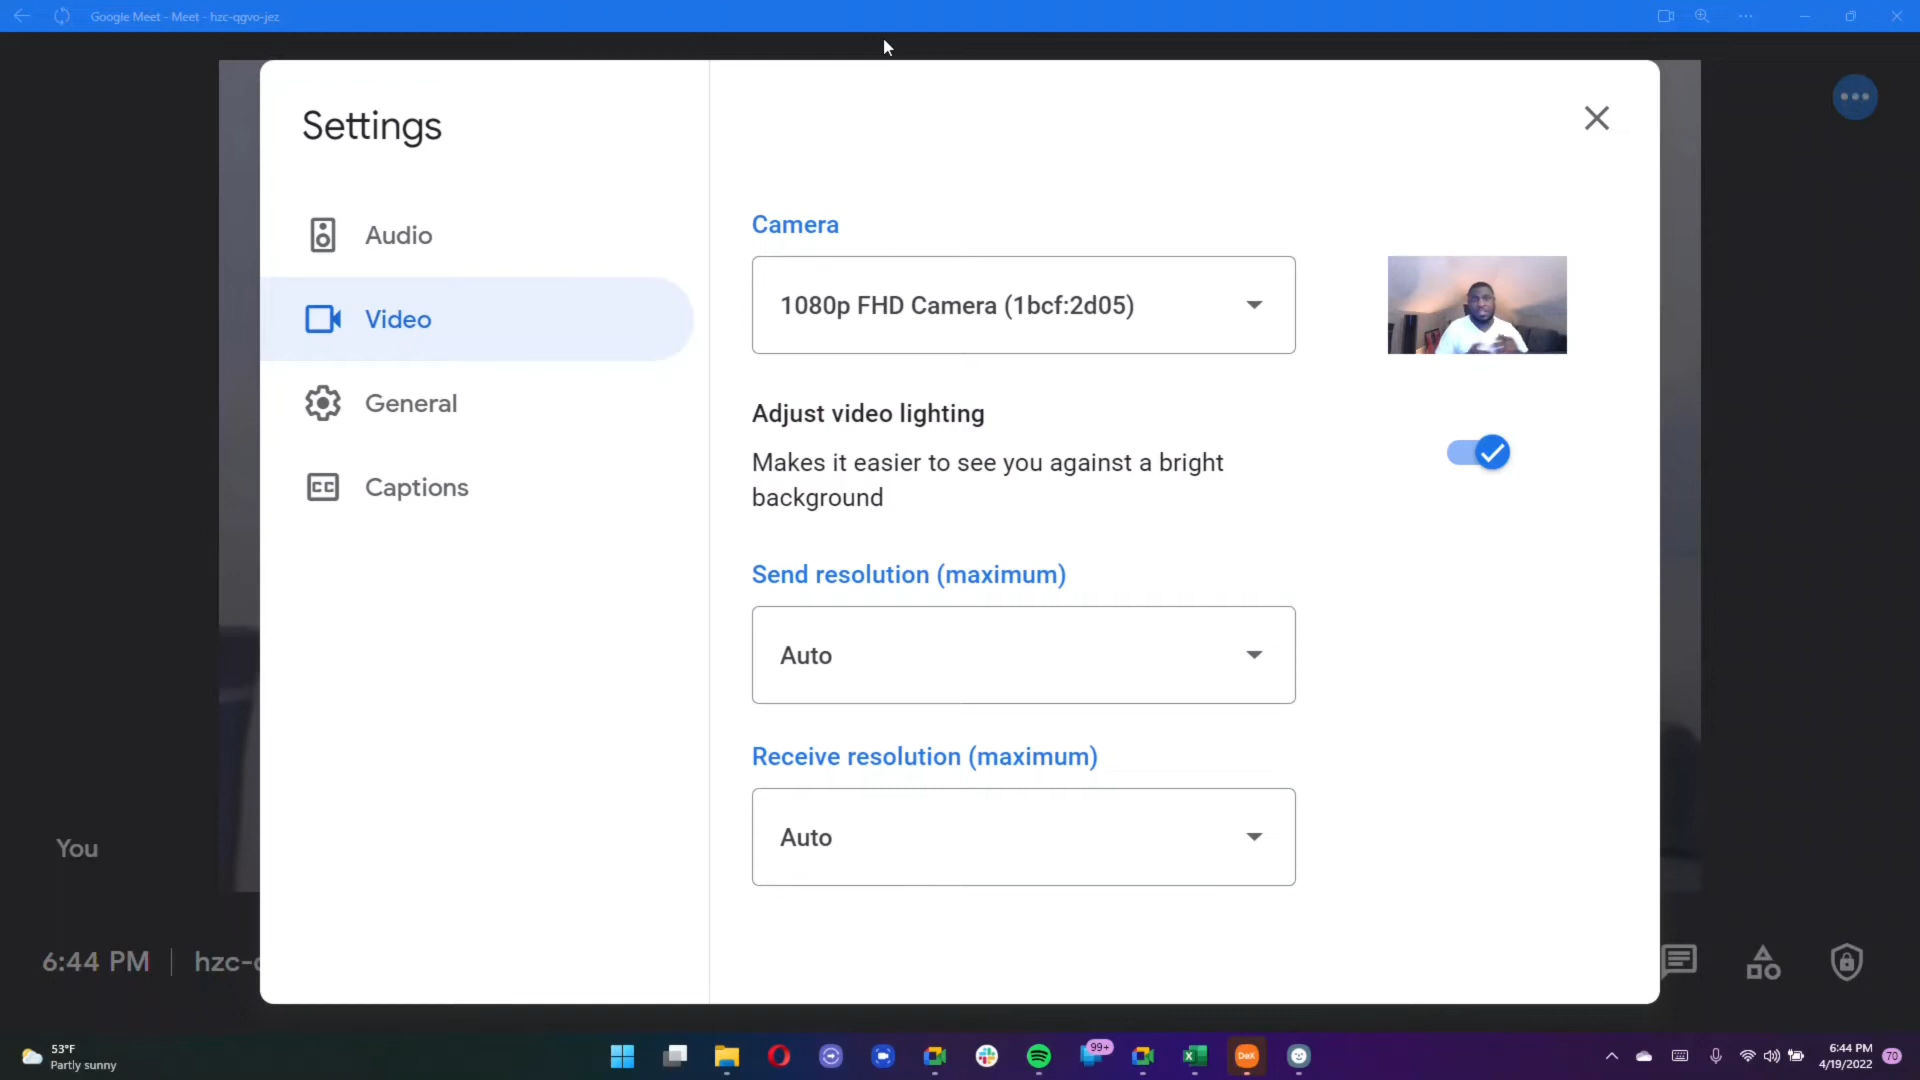 Google Meet - Meet - hzc-qgvo-jez
Settings
Audio
Video
General
Captions
Camera
1080p FHD Camera (1bcf:2d05)
Adjust video lighting
Makes it easier to see you against a bright
background
Send resolution (maximum)
Auto
Receive resolution (maximum)
Auto
You
6:44 PM | hzc-
53°F
Partly sunny
99+
DeX
6:44 PM
4/19/2022
70